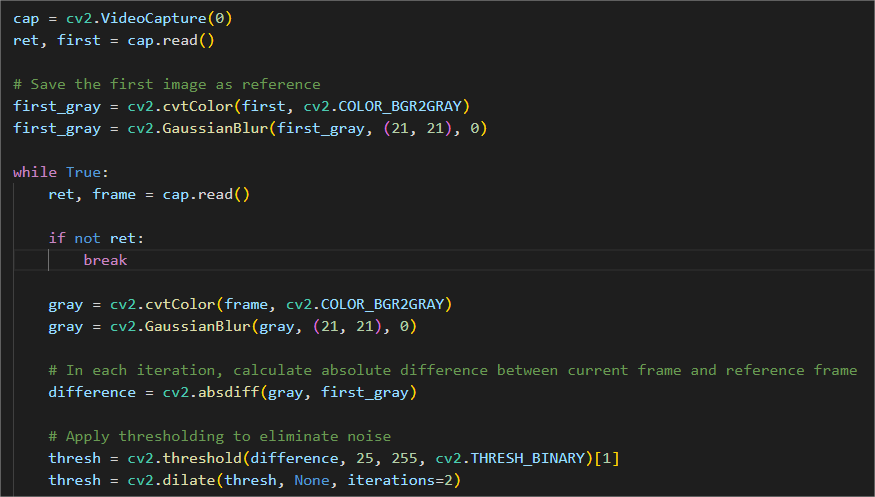 cap = cv2.VideoCapture(0)
ret, first = cap.read()

# Save the first image as reference
first_gray = cv2.cvtColor(first, cv2.COLOR_BGR2GRAY)
first_gray = cv2.GaussianBlur(first_gray, (21, 21), 0)

while True:
    ret, frame = cap.read()

    if not ret:
        break

    gray = cv2.cvtColor(frame, cv2.COLOR_BGR2GRAY)
    gray = cv2.GaussianBlur(gray, (21, 21), 0)

    # In each iteration, calculate absolute difference between current frame and reference frame
    difference = cv2.absdiff(gray, first_gray)

    # Apply thresholding to eliminate noise
    thresh = cv2.threshold(difference, 25, 255, cv2.THRESH_BINARY)[1]
    thresh = cv2.dilate(thresh, None, iterations=2)